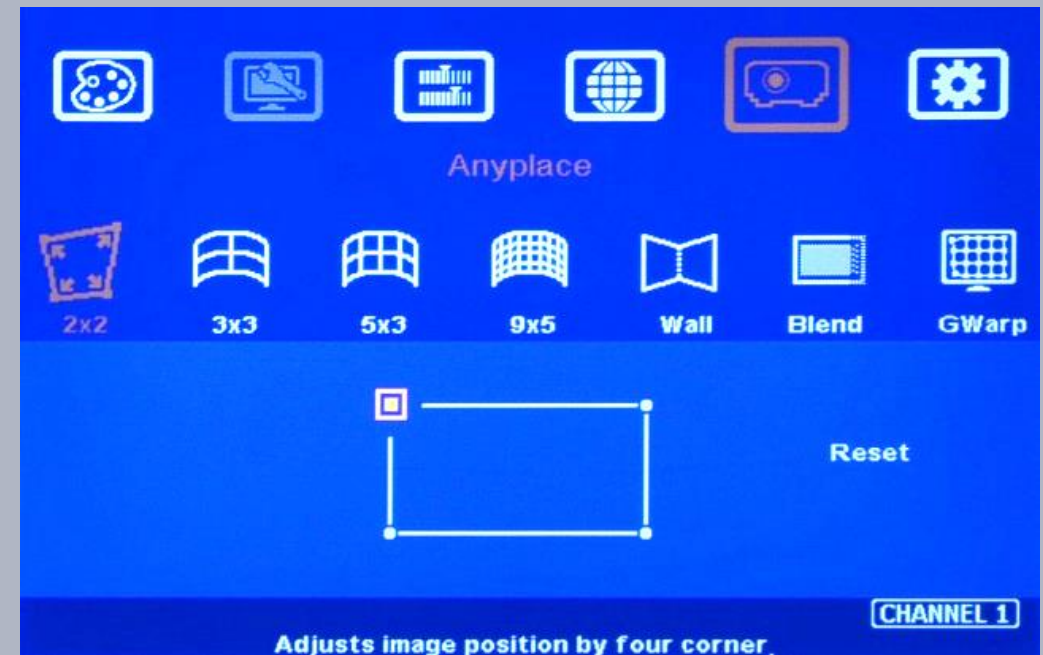 Anyplace
2x2 3x3 5x3 9x5 Wall Blend GWarp
Reset
CHANNEL 1
Adjusts image position by four corner.